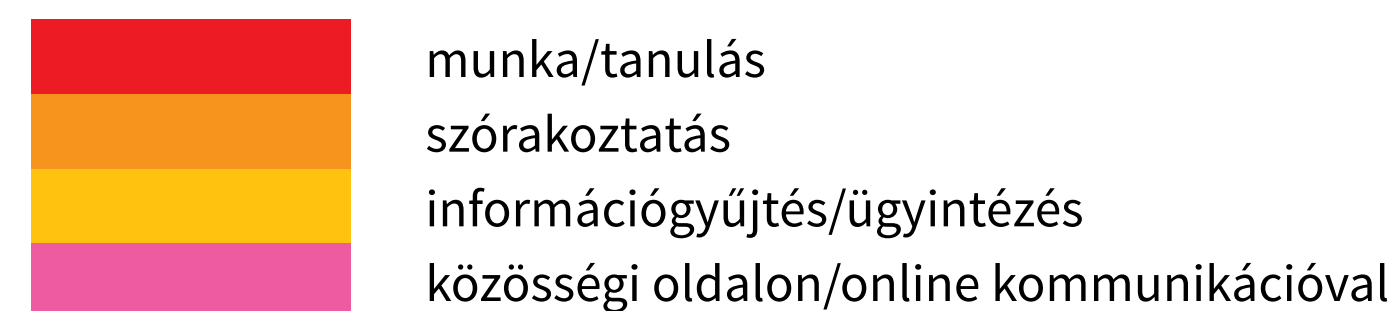 munka/tanulás
szórakoztatás
információgyűjtés/ügyintézés
közösségi oldalon/online kommunikációval